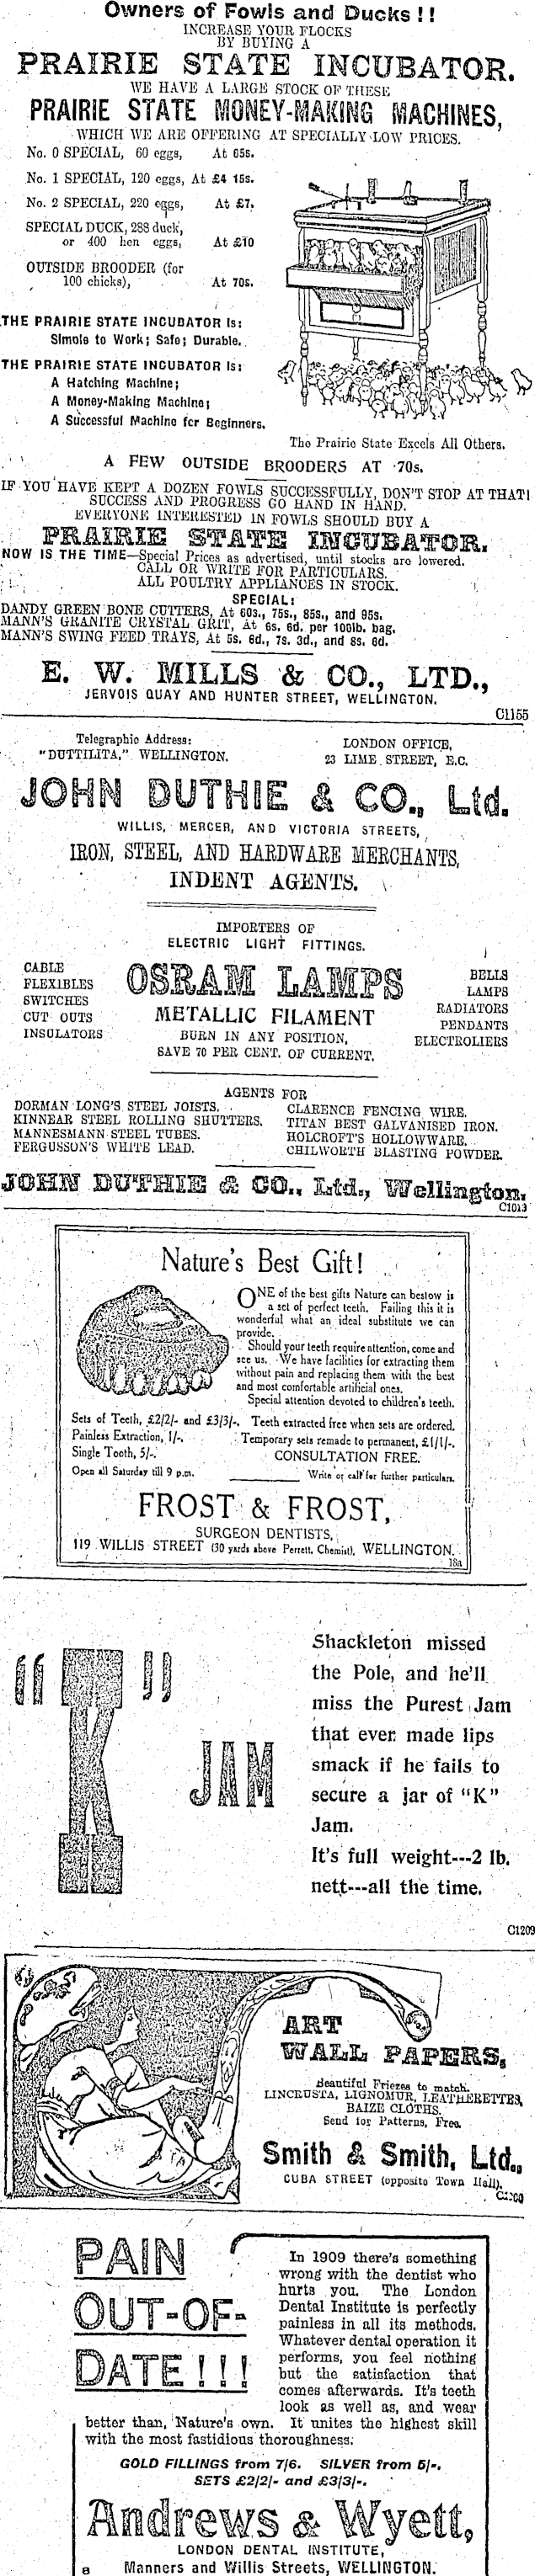 Owners of Fowls and Ducks!!
INCREASE YOUR FLOCKS
BY BUYING A
PRAIRIE STATE INCUBATOR.
WE HAVE A LARGE STOCK OF THESE
PRAIRIE STATE MONEY-MAKING MACHINES,
WHICH WE ARE OFFERING AT SPECIALLY LOW PRICES.
No. 0 SPECIAL, 60 eggs, At 65s.
No. 1 SPECIAL, 120 eggs, At £4 15s.
No. 2 SPECIAL, 220 eggs, At £7.
SPECIAL DUCK, 288 duck,
or 400 hen eggs, At £10
OUTSIDE BROODER (for
100 chicks), At 70s.
THE PRAIRIE STATE INCUBATOR Is:
Simple to Work; Safe; Durable.
THE PRAIRIE STATE INCUBATOR Is:
A Hatching Machine;
A Money-Making Machine;
A Successful Machine for Beginners.
The Prairie State Excels All Others.
A FEW OUTSIDE BROODERS AT 70s.
IF YOU HAVE KEPT A DOZEN FOWLS SUCCESSFULLY, DON'T STOP AT THAT!
SUCCESS AND PROGRESS GO HAND IN HAND.
EVERYONE INTERESTED IN FOWLS SHOULD BUY A
PRAIRIE STATE INCUBATOR.
NOW IS THE TIME—Special Prices as advertised, until stocks are lowered.
CALL OR WRITE FOR PARTICULARS.
ALL POULTRY APPLIANCES IN STOCK.
SPECIAL:
DANDY GREEN BONE CUTTERS, At 60s., 75s., 85s., and 95s.
MANN'S GRANITE CRYSTAL GRIT, At 6s. 6d. per 100lb. bag.
MANN'S SWING FEED TRAYS, At 5s. 6d., 7s. 3d., and 8s. 6d.
E. W. MILLS & CO., LTD.,
JERVOIS QUAY AND HUNTER STREET, WELLINGTON.
C1155
Telegraphic Address:
"DUTTILITA," WELLINGTON.
LONDON OFFICE,
23 LIME STREET, E.C.
JOHN DUTHIE & CO., Ltd.
WILLIS, MERCER, AND VICTORIA STREETS,
IRON, STEEL, AND HARDWARE MERCHANTS,
INDENT AGENTS.
IMPORTERS OF
ELECTRIC LIGHT FITTINGS.
CABLE
FLEXIBLES
SWITCHES
CUT OUTS
INSULATORS
OSRAM LAMPS
METALLIC FILAMENT
BURN IN ANY POSITION,
SAVE 70 PER CENT. OF CURRENT.
BELLS
LAMPS
RADIATORS
PENDANTS
ELECTROLIERS
AGENTS FOR
DORMAN LONG'S STEEL JOISTS.
KINNEAR STEEL ROLLING SHUTTERS.
MANNESMANN STEEL TUBES.
FERGUSSON'S WHITE LEAD.
CLARENCE FENCING WIRE.
TITAN BEST GALVANISED IRON.
HOLCROFT'S HOLLOWWARE.
CHILWORTH BLASTING POWDER.
JOHN DUTHIE & CO., Ltd., Wellington.
C1013
Nature's Best Gift!
ONE of the best gifts Nature can bestow is
a set of perfect teeth. Failing this it is
wonderful what an ideal substitute we can
provide.
Should your teeth require attention, come and
see us. We have facilities for extracting them
without pain and replacing them with the best
and most comfortable artificial ones.
Special attention devoted to children's teeth.
Sets of Teeth, £2/2/- and £3/3/-. Teeth extracted free when sets are ordered.
Painless Extraction, 1/-. Temporary sets remade to permanent, £1/1/-.
Single Tooth, 5/-. CONSULTATION FREE.
Open all Saturday till 9 p.m. Write or call for further particulars.
FROST & FROST,
SURGEON DENTISTS,
119 WILLIS STREET (30 yards above Perrett, Chemist), WELLINGTON.
18a
"K"
JAM
Shackleton missed
the Pole, and he'll
miss the Purest Jam
that ever made lips
smack if he fails to
secure a jar of "K"
Jam.
It's full weight---2 lb.
nett---all the time.
C1209
ART
WALL PAPERS,
Beautiful Friezes to match.
LINCRUSTA, LIGNOMUR, LEATHERETTES,
BAIZE CLOTHS.
Send for Patterns, Free.
Smith & Smith, Ltd.,
CUBA STREET (opposite Town Hall).
PAIN
OUT-OF-
DATE!!!
In 1909 there's something
wrong with the dentist who
hurts you. The London
Dental Institute is perfectly
painless in all its methods.
Whatever dental operation it
performs, you feel nothing
but the satisfaction that
comes afterwards. It's teeth
look as well as, and wear
better than, Nature's own. It unites the highest skill
with the most fastidious thoroughness.
GOLD FILLINGS from 7/6. SILVER from 5/-.
SETS £2/2/- and £3/3/-.
Andrews & Wyett,
LONDON DENTAL INSTITUTE,
8 Manners and Willis Streets, WELLINGTON.